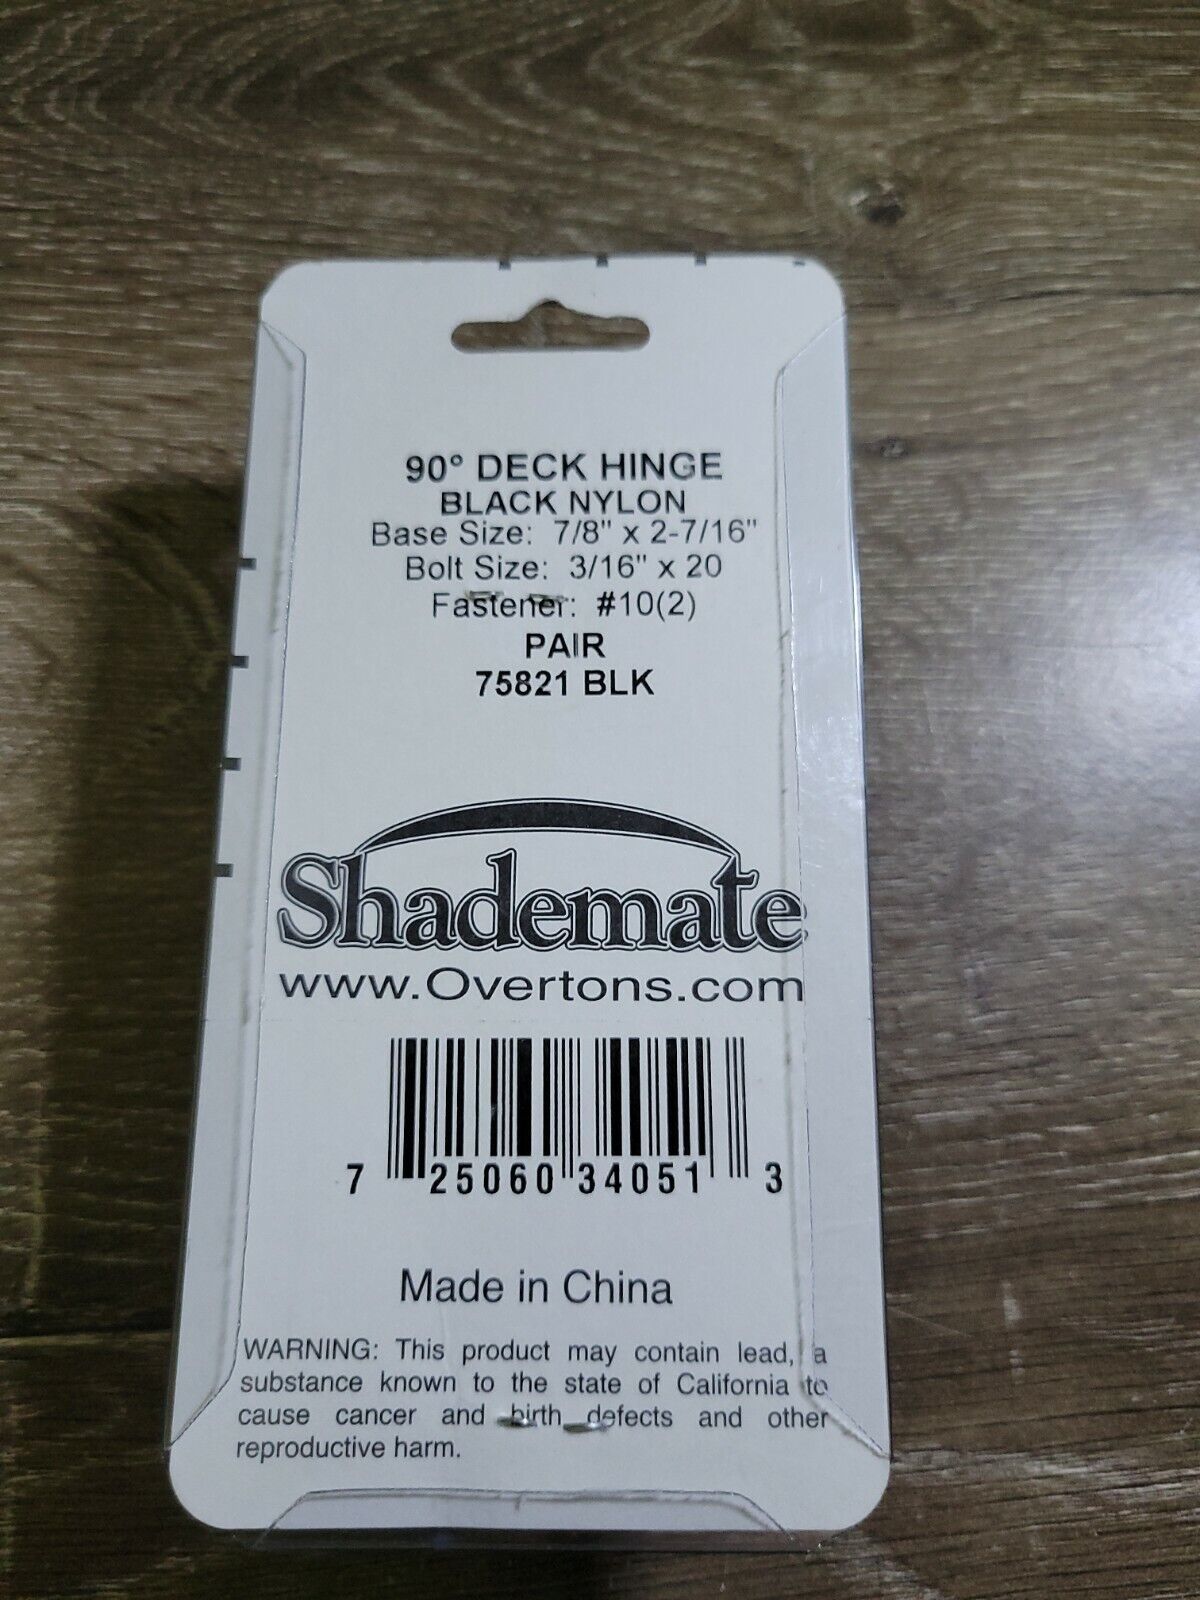 90° DECK HINGE
BLACK NYLON
Base Size: 7/8" x 2-7/16"
Bolt Size: 3/16" x 20
Fastener: #10(2)
PAIR
75821 BLK
Shademate
www.Overtons.com
7 25060 34051 3
Made in China
WARNING: This product may contain lead, a
substance known to the state of California to
cause cancer and birth defects and other
reproductive harm.